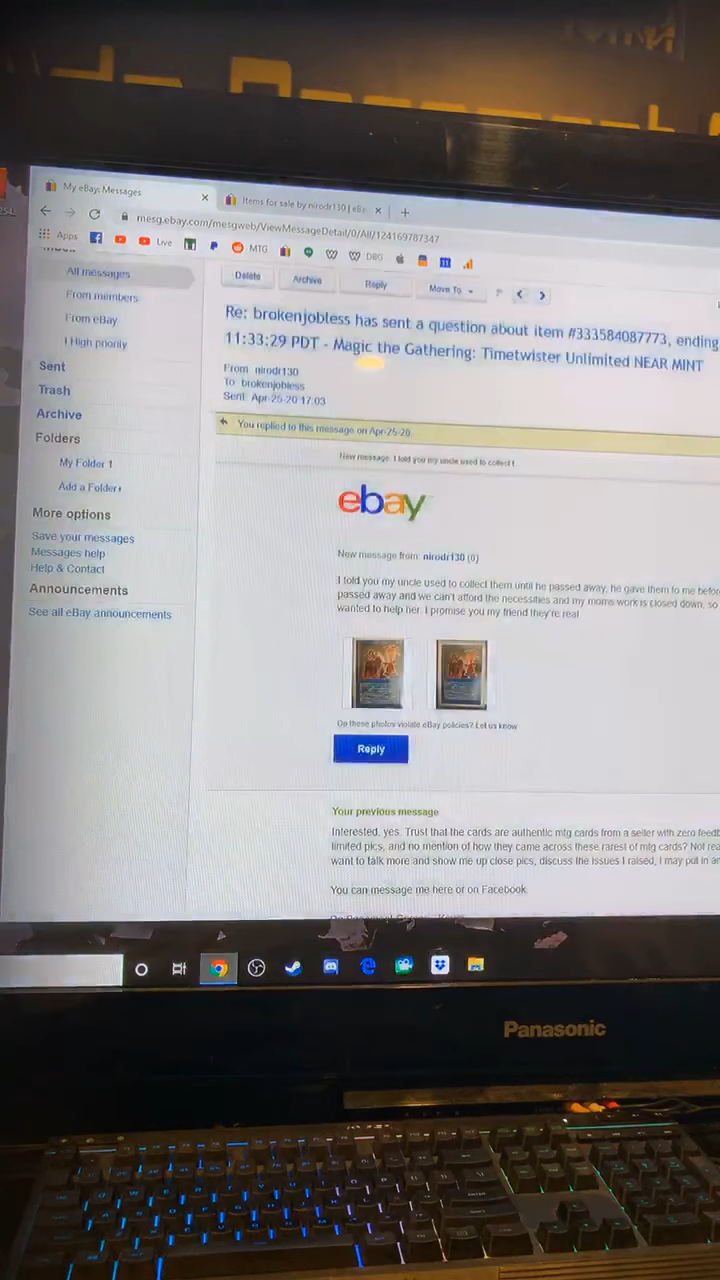 My eBay: Messages
Items for sale by nirodr130 | eBa
mesg.ebay.com/mesgweb/ViewMessageDetail/0/All/124169787347
Apps
Live
MTG
DBG
All messages
From members
From eBay
High priority
Sent
Trash
Archive
Folders
My Folder 1
Add a Folder
More options
Save your messages
Messages help
Help & Contact
Announcements
See all eBay announcements
Delete
Archive
Reply
Move To
Re: brokenjobless has sent a question about item #333584087773, ending
11:33:29 PDT - Magic the Gathering: Timetwister Unlimited NEAR MINT
From nirodr130
To brokenjobless
Sent: Apr-25-20 17:03
You replied to this message on Apr-25-20.
New message: I told you my uncle used to collect t
ebay
New message from: nirodr130 (0)
I told you my uncle used to collect them until he passed away, he gave them to me before
passed away and we can't afford the necessities and my moms work is closed down, so
wanted to help her. I promise you my friend they're real
Do these photos violate eBay policies? Let us know
Reply
Your previous message
Interested, yes. Trust that the cards are authentic mtg cards from a seller with zero feedb
limited pics, and no mention of how they came across these rarest of mtg cards? Not rea
want to talk more and show me up close pics, discuss the issues I raised, I may put in an
You can message me here or on Facebook.
Panasonic